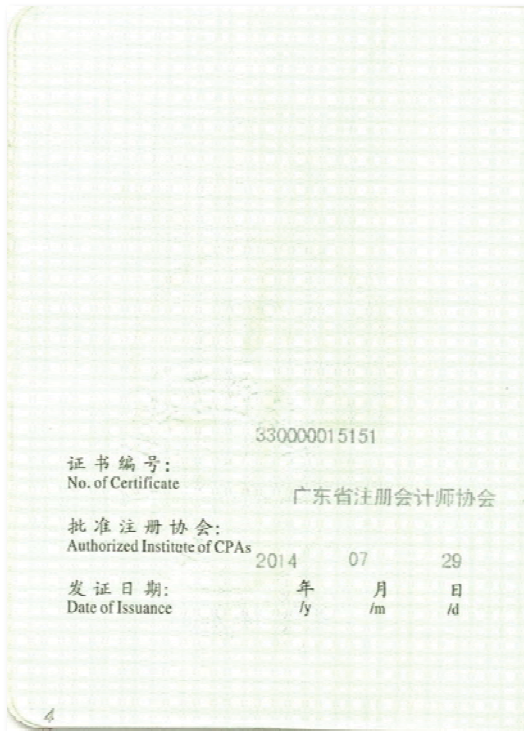 330000015151
证书编号:
No. of Certificate
广东省注册会计师协会
批准注册协会:
Authorized Institute of CPAs
2014 07 29
发证日期: 年 月 日
Date of Issuance /y /m /d
4